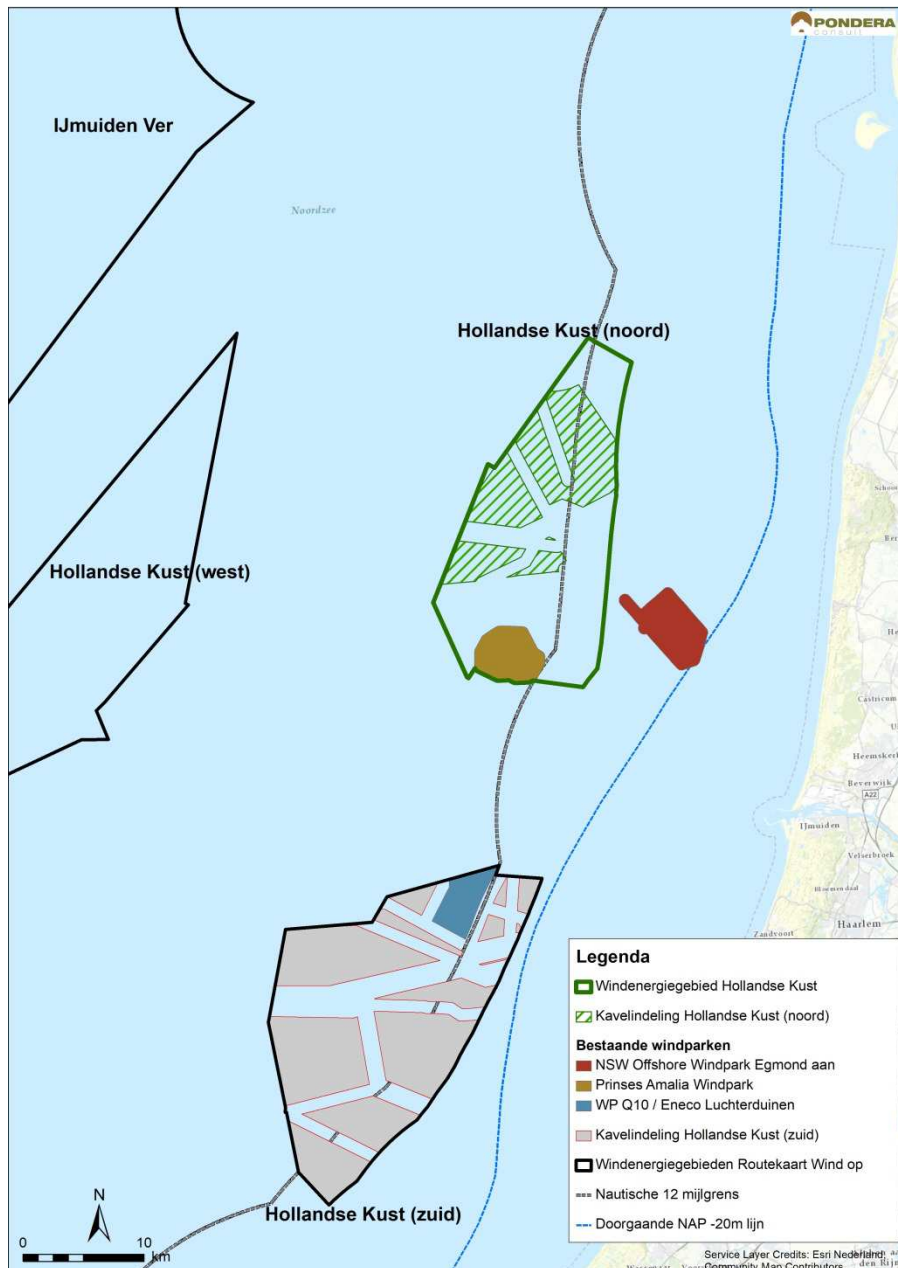 PONDERA
consult
IJmuiden Ver
Noordzee
Hollandse Kust (noord)
Hollandse Kust (west)
Castricum
Heemskerk
Beverwijk
A22
IJmuiden
Velserbroek
Bloemendaal
Haarlem
Zandvoort
Legenda
Windenergiegebied Hollandse Kust
Kavelindeling Hollandse Kust (noord)
Bestaande windparken
NSW Offshore Windpark Egmond aan
Prinses Amalia Windpark
WP Q10 / Eneco Luchterduinen
Kavelindeling Hollandse Kust (zuid)
Windenergiegebieden Routekaart Wind op
Nautische 12 mijlgrens
Doorgaande NAP -20m lijn
Hollandse Kust (zuid)
N
0 10
km
Service Layer Credits: Esri Nederland,
Community Map Contributors
den Rijn